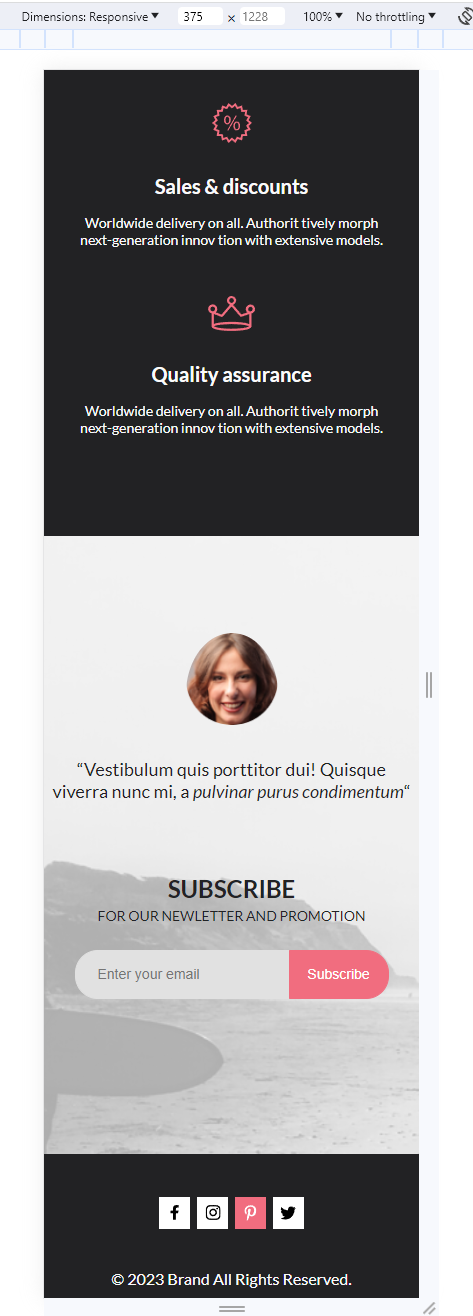 Dimensions: Responsive 375 × 1228 100% No throttling
%
Sales & discounts
Worldwide delivery on all. Authorit tively morph
next-generation innov tion with extensive models.
Quality assurance
Worldwide delivery on all. Authorit tively morph
next-generation innov tion with extensive models.
“Vestibulum quis porttitor dui! Quisque
viverra nunc mi, a pulvinar purus condimentum“
SUBSCRIBE
FOR OUR NEWLETTER AND PROMOTION
Enter your email Subscribe
© 2023 Brand All Rights Reserved.